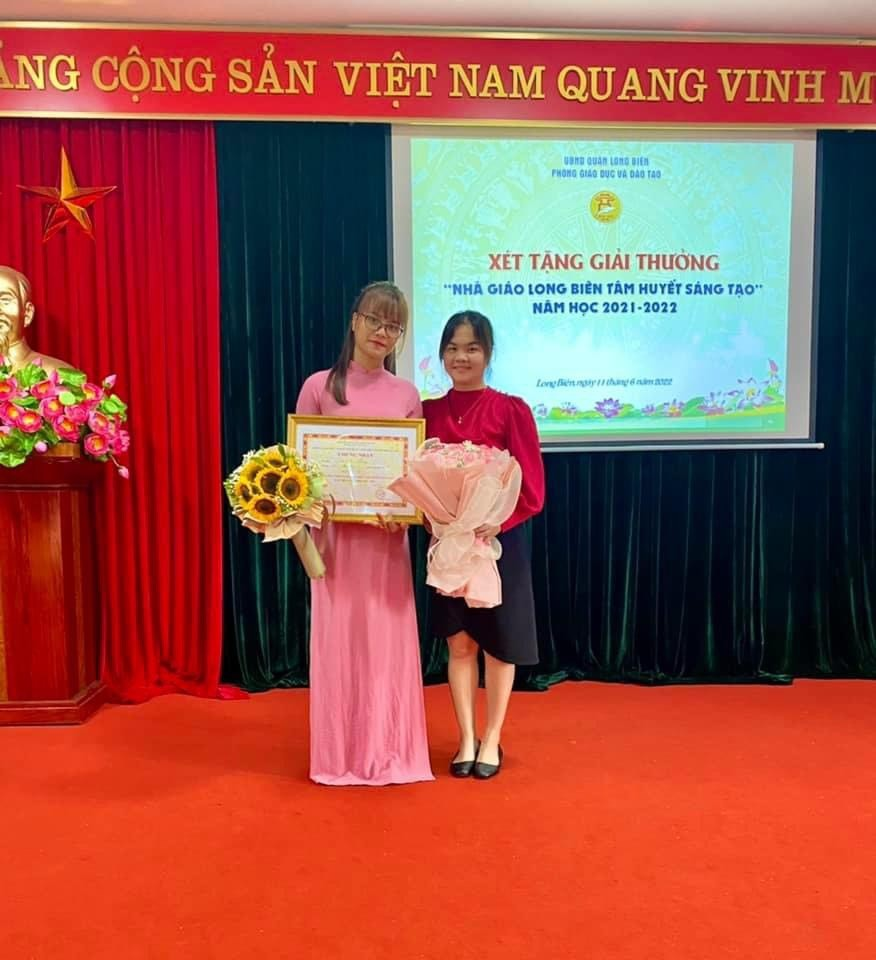 ẢNG CỘNG SẢN VIỆT NAM QUANG VINH M
UBND QUẬN LONG BIÊN
PHÒNG GIÁO DỤC VÀ ĐÀO TẠO
XÉT TẶNG GIẢI THƯỞNG
"NHÀ GIÁO LONG BIÊN TÂM HUYẾT SÁNG TẠO"
NĂM HỌC 2021-2022
Long Biên, ngày 11 tháng 6 năm 2022
CHỨNG NHẬN